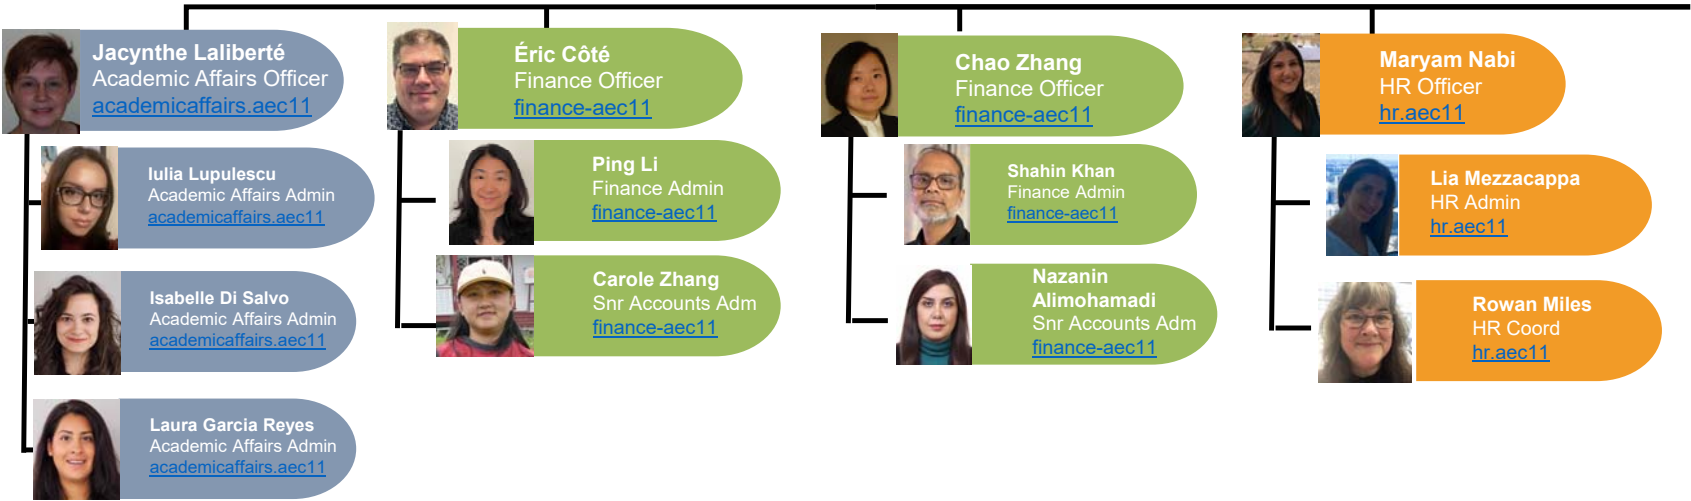 Jacynthe Laliberté
Academic Affairs Officer
academicaffairs.aec11
Iulia Lupulescu
Academic Affairs Admin
academicaffairs.aec11
Isabelle Di Salvo
Academic Affairs Admin
academicaffairs.aec11
Laura Garcia Reyes
Academic Affairs Admin
academicaffairs.aec11
Éric Côté
Finance Officer
finance-aec11
Ping Li
Finance Admin
finance-aec11
Carole Zhang
Snr Accounts Adm
finance-aec11
Chao Zhang
Finance Officer
finance-aec11
Shahin Khan
Finance Admin
finance-aec11
Nazanin
Alimohamadi
Snr Accounts Adm
finance-aec11
Maryam Nabi
HR Officer
hr.aec11
Lia Mezzacappa
HR Admin
hr.aec11
Rowan Miles
HR Coord
hr.aec11